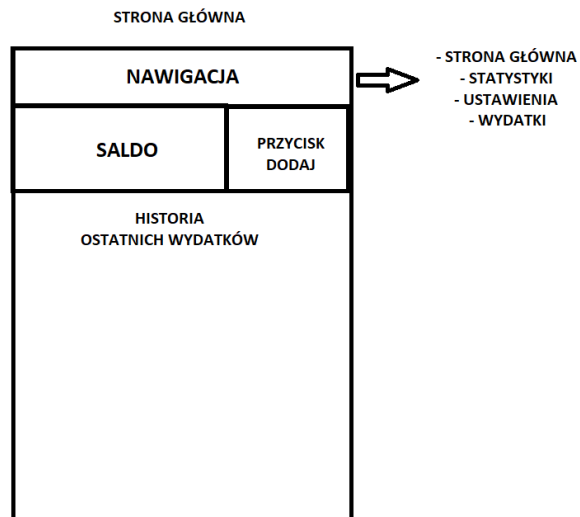 STRONA GŁÓWNA
NAWIGACJA
- STRONA GŁÓWNA
- STATYSTYKI
- USTAWIENIA
- WYDATKI
SALDO
PRZYCISK
DODAJ
HISTORIA
OSTATNICH WYDATKÓW